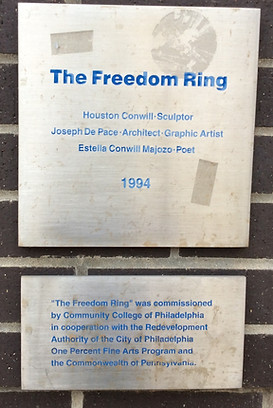 The Freedom Ring
Houston Conwill·Sculptor
Joseph De Pace·Architect·Graphic Artist
Estella Conwill Majozo·Poet
1994
"The Freedom Ring" was commissioned
by Community College of Philadelphia
in cooperation with the Redevelopment
Authority of the City of Philadelphia
One Percent Fine Arts Program and
the Commonwealth of Pennsylvania.